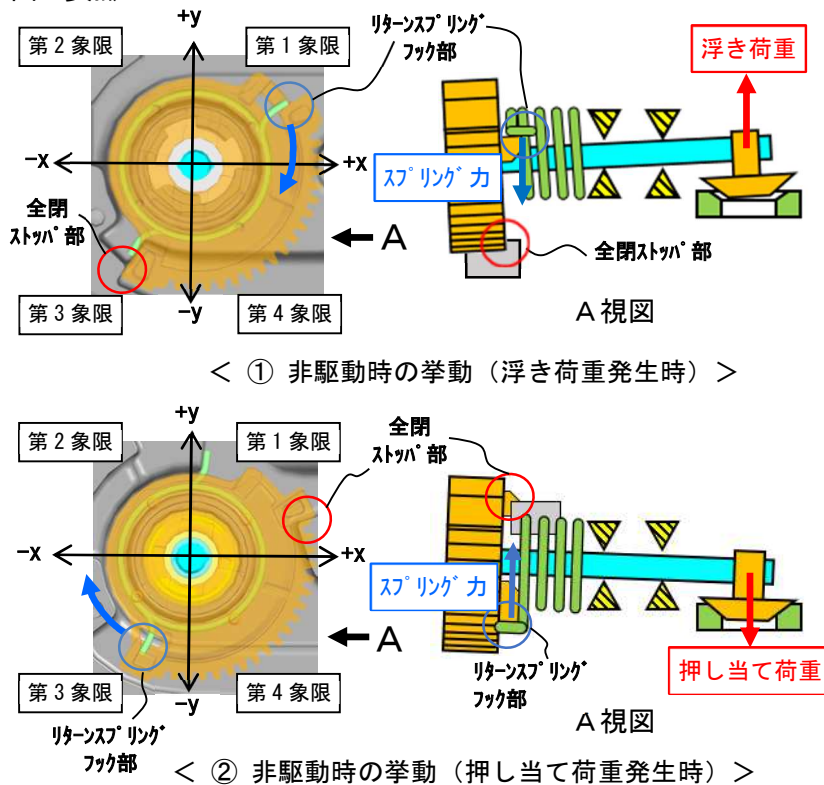 +y
第2象限
第1象限
ﾘﾀｰﾝｽﾌﾟﾘﾝｸﾞ
ﾌｯｸ部
浮き荷重
-x
+x
ｽﾌﾟﾘﾝｸﾞ力
全閉
ｽﾄｯﾊﾟ部
A
全閉ｽﾄｯﾊﾟ部
第3象限
-y
第4象限
A視図
< ① 非駆動時の挙動（浮き荷重発生時）>
+y
第2象限
第1象限
全閉
ｽﾄｯﾊﾟ部
-x
+x
ｽﾌﾟﾘﾝｸﾞ力
A
押し当て荷重
第3象限
-y
第4象限
ﾘﾀｰﾝｽﾌﾟﾘﾝｸﾞ
ﾌｯｸ部
A視図
ﾘﾀｰﾝｽﾌﾟﾘﾝｸﾞ
ﾌｯｸ部
< ② 非駆動時の挙動（押し当て荷重発生時）>